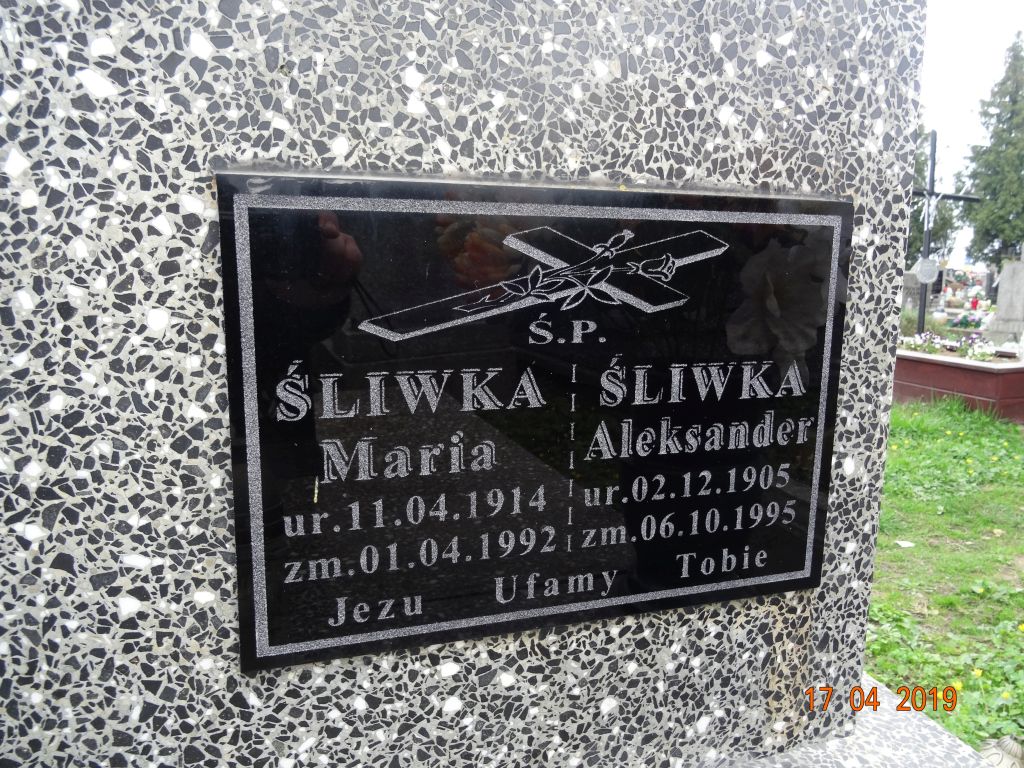 Ś.P.
ŚLIWKA
Maria
ur.11.04.1914
zm.01.04.1992
ŚLIWKA
Aleksander
ur.02.12.1905
zm.06.10.1995
Jezu Ufamy Tobie
17 04 2019